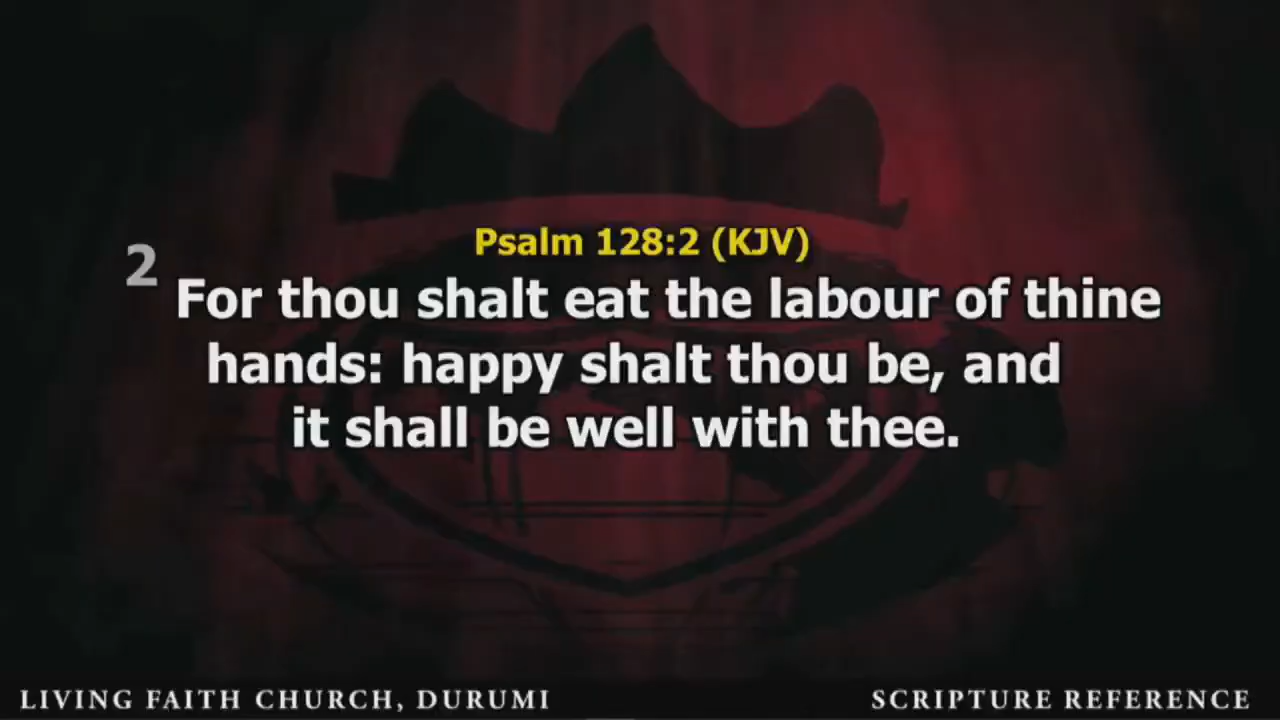 Psalm 128:2 (KJV)
2 For thou shalt eat the labour of thine
hands: happy shalt thou be, and
it shall be well with thee.
LIVING FAITH CHURCH, DURUMI
SCRIPTURE REFERENCE